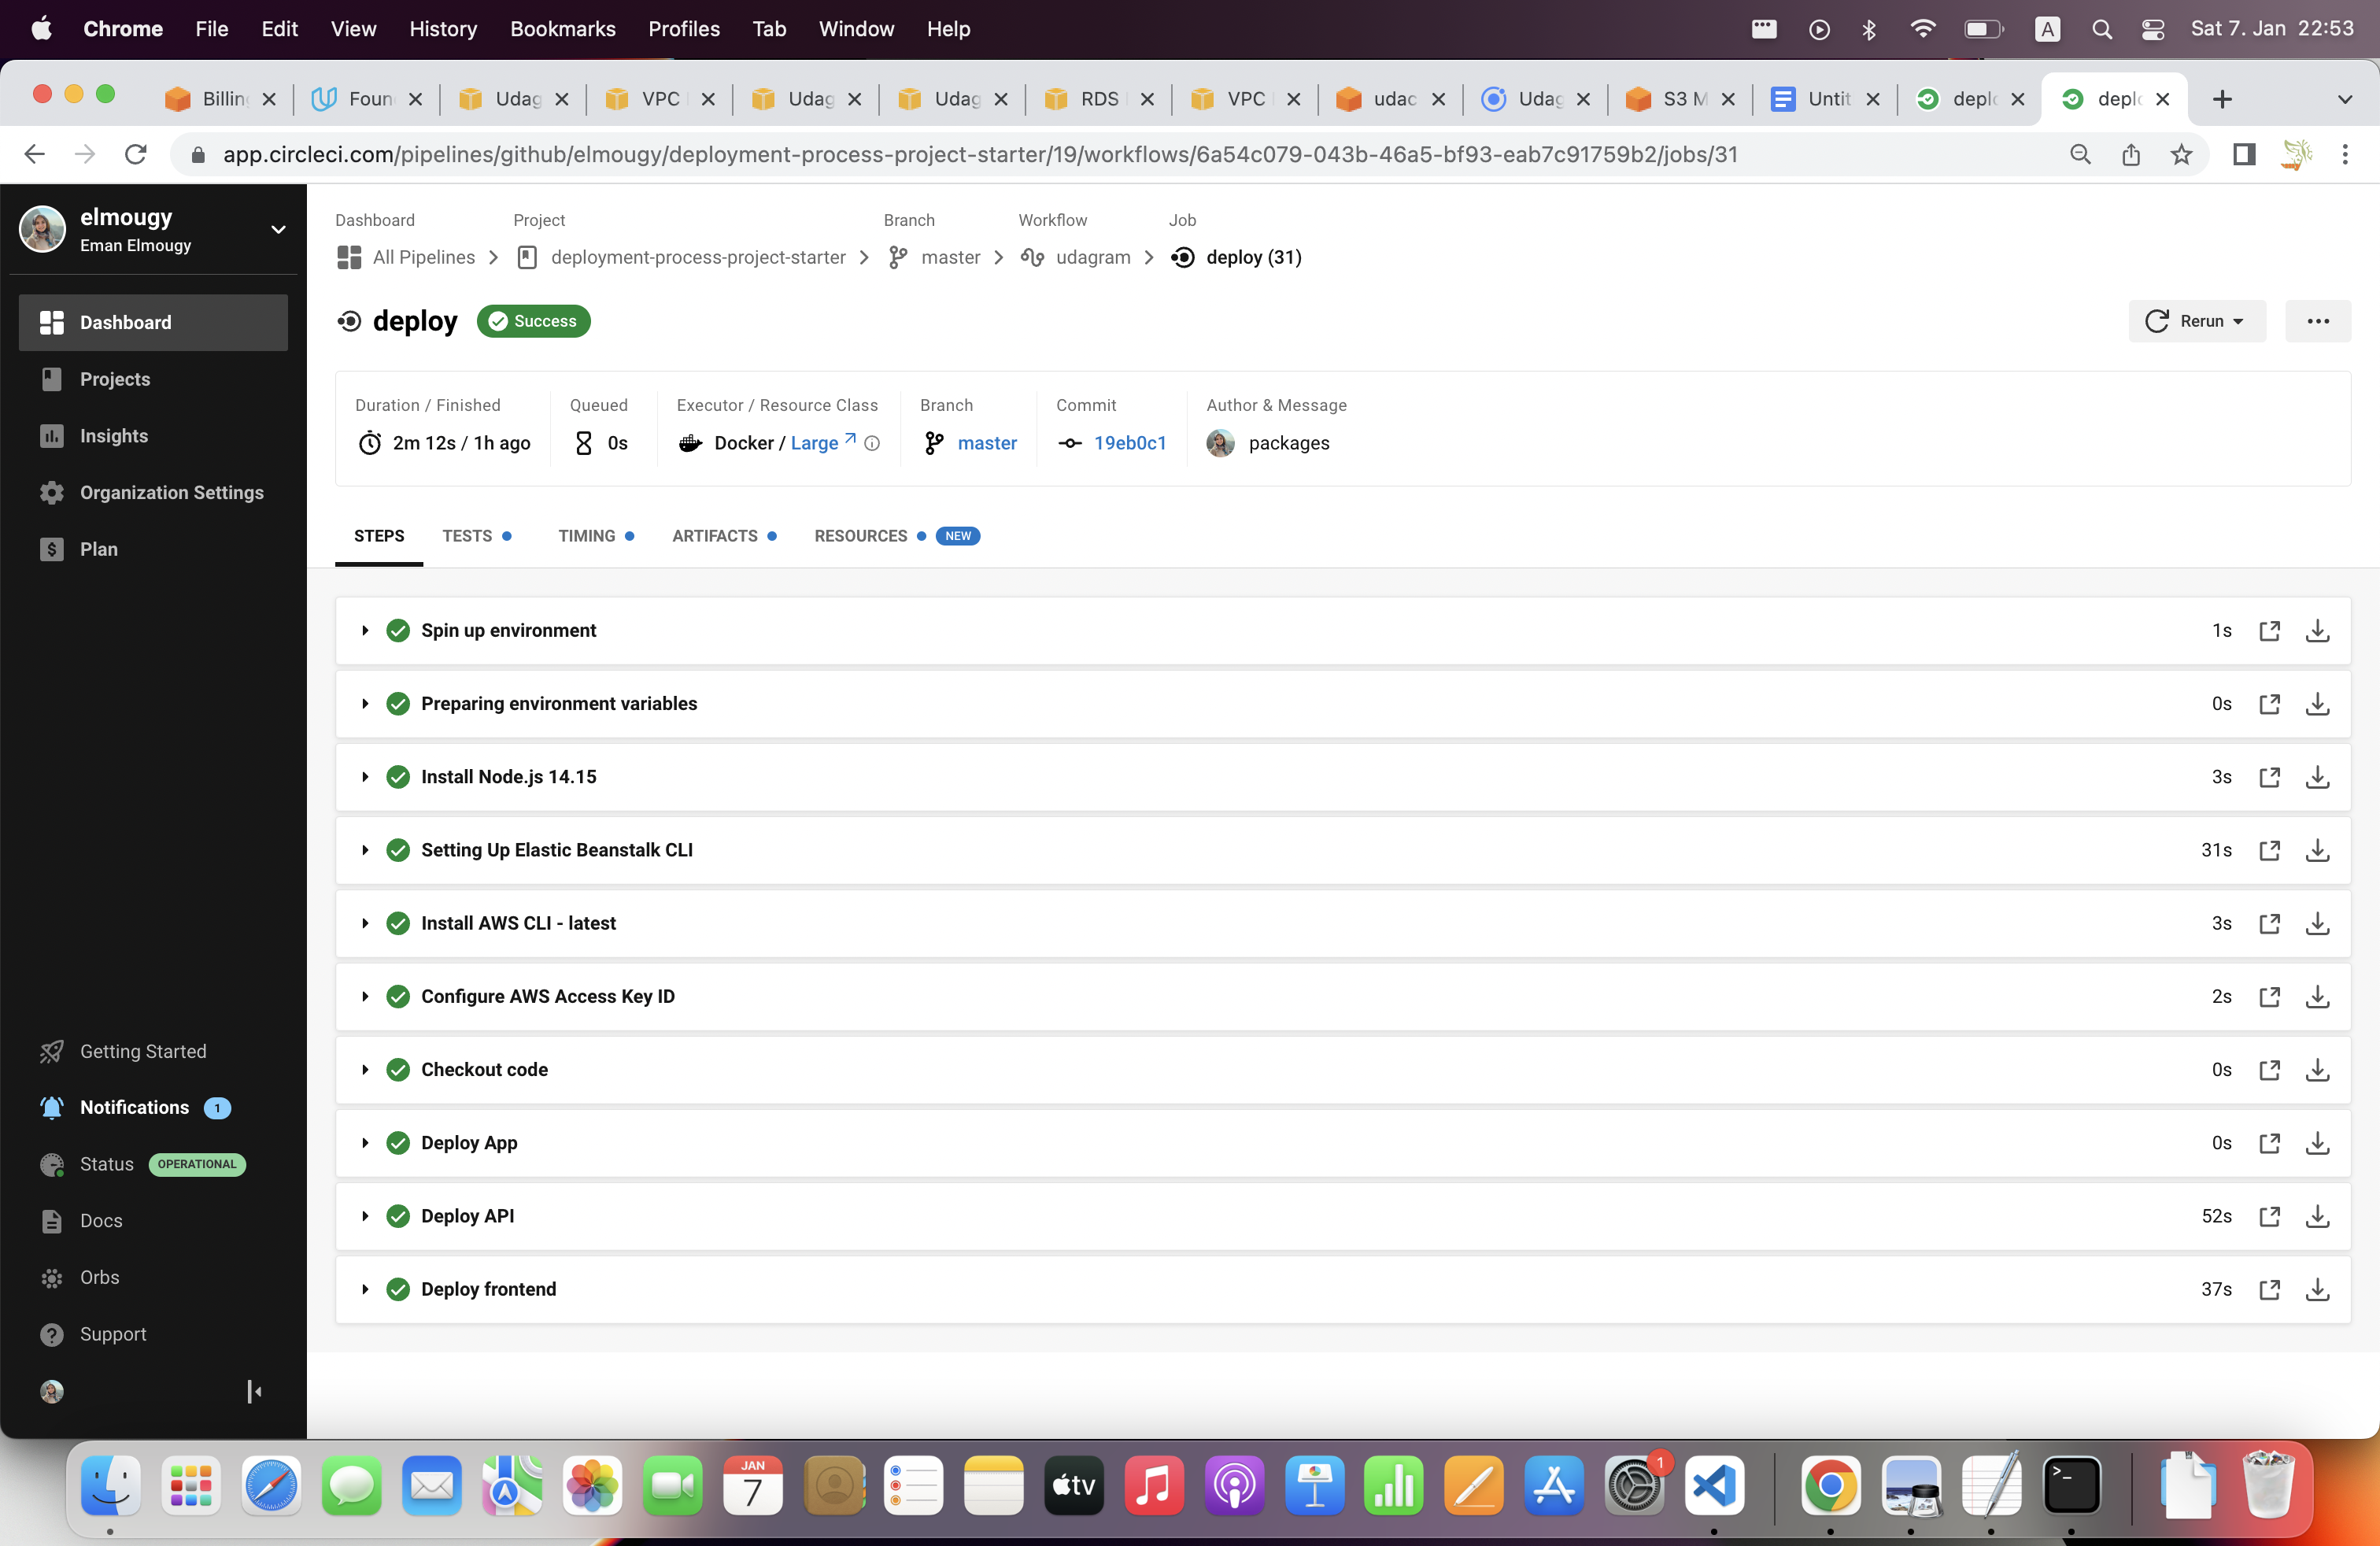 Chrome File Edit View History Bookmarks Profiles Tab Window Help A Sat 7. Jan 22:53
Billin Foun Udag VPC Udag Udag RDS VPC udac Udag S3 M Untit deplo deplo
app.circleci.com/pipelines/github/elmougy/deployment-process-project-starter/19/workflows/6a54c079-043b-46a5-bf93-eab7c91759b2/jobs/31
elmougy
Eman Elmougy
Dashboard
Projects
Insights
Organization Settings
Plan
Getting Started
Notifications 1
Status OPERATIONAL
Docs
Orbs
Support
Dashboard Project Branch Workflow Job
All Pipelines deployment-process-project-starter master udagram deploy (31)
deploy Success Rerun
Duration / Finished Queued Executor / Resource Class Branch Commit Author & Message
2m 12s / 1h ago 0s Docker / Large master 19eb0c1 packages
STEPS TESTS TIMING ARTIFACTS RESOURCES NEW
Spin up environment 1s
Preparing environment variables 0s
Install Node.js 14.15 3s
Setting Up Elastic Beanstalk CLI 31s
Install AWS CLI - latest 3s
Configure AWS Access Key ID 2s
Checkout code 0s
Deploy App 0s
Deploy API 52s
Deploy frontend 37s
JAN
7
tv
1